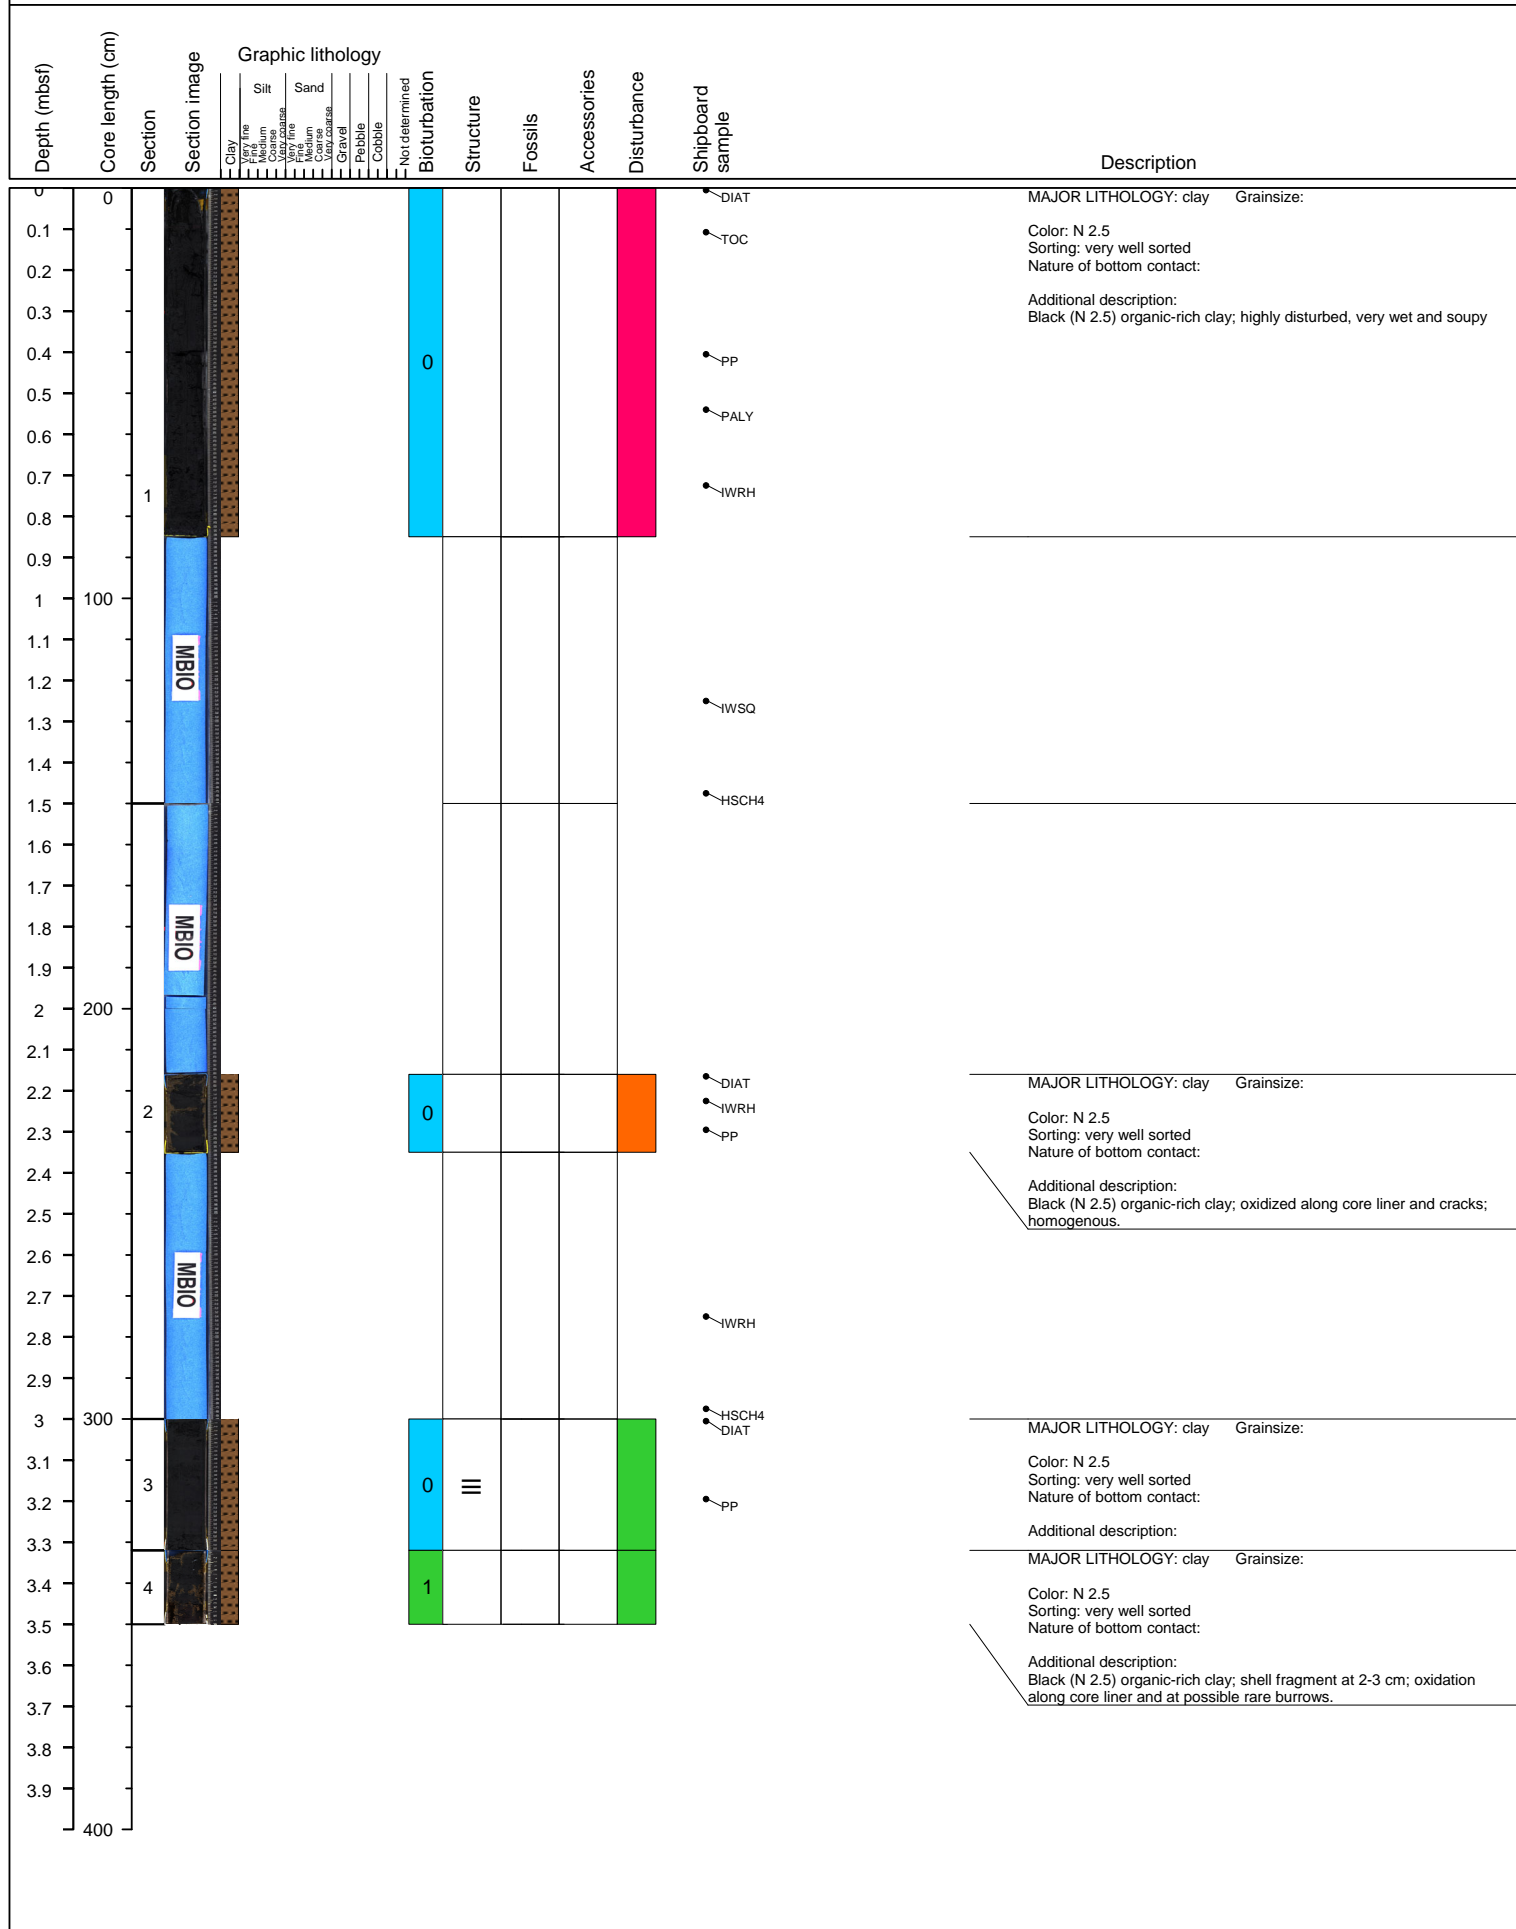 Depth (mbsf)
Core length (cm)
Section
Section image
Graphic lithology
Clay
Silt
Very fine
Fine
Medium
Coarse
Very coarse
Sand
Very fine
Fine
Medium
Coarse
Very coarse
Gravel
Pebble
Cobble
Not determined
Bioturbation
Structure
Fossils
Accessories
Disturbance
Shipboard
sample
Description
0
0.1
0.2
0.3
0.4
0.5
0.6
0.7
0.8
0.9
1
1.1
1.2
1.3
1.4
1.5
1.6
1.7
1.8
1.9
2
2.1
2.2
2.3
2.4
2.5
2.6
2.7
2.8
2.9
3
3.1
3.2
3.3
3.4
3.5
3.6
3.7
3.8
3.9
0
100
200
300
400
1
2
3
4
MBIO
MBIO
MBIO
0
0
0
1
DIAT
TOC
PP
PALY
IWRH
IWSQ
HSCH4
DIAT
IWRH
PP
IWRH
HSCH4
DIAT
PP
MAJOR LITHOLOGY: clay Grainsize:
Color: N 2.5
Sorting: very well sorted
Nature of bottom contact:
Additional description:
Black (N 2.5) organic-rich clay; highly disturbed, very wet and soupy
MAJOR LITHOLOGY: clay Grainsize:
Color: N 2.5
Sorting: very well sorted
Nature of bottom contact:
Additional description:
Black (N 2.5) organic-rich clay; oxidized along core liner and cracks;
homogenous.
MAJOR LITHOLOGY: clay Grainsize:
Color: N 2.5
Sorting: very well sorted
Nature of bottom contact:
Additional description:
MAJOR LITHOLOGY: clay Grainsize:
Color: N 2.5
Sorting: very well sorted
Nature of bottom contact:
Additional description:
Black (N 2.5) organic-rich clay; shell fragment at 2-3 cm; oxidation
along core liner and at possible rare burrows.